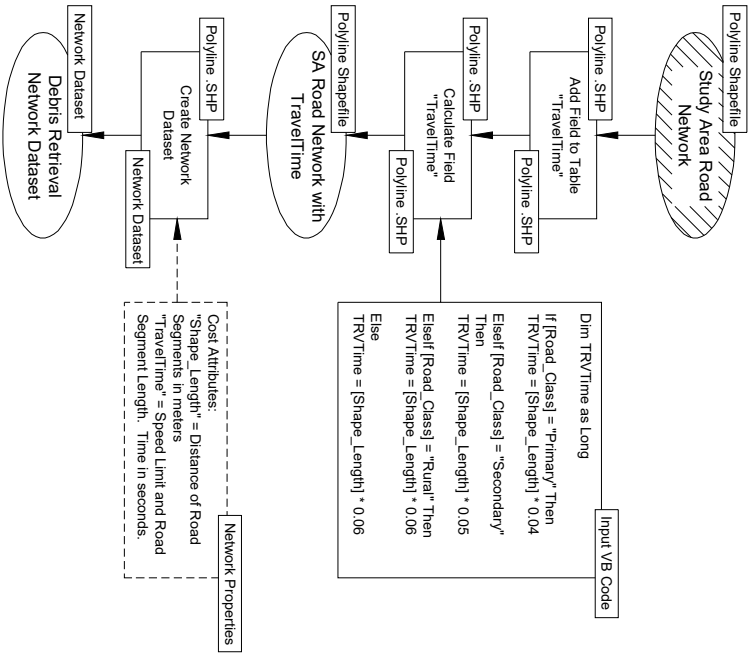 Polyline Shapefile
Study Area Road
Network
Polyline .SHP
Add Field to Table
"TravelTime"
Polyline .SHP
Polyline .SHP
Calculate Field
"TravelTime"
Polyline .SHP
Input VB Code
Dim TRVTime as Long
If [Road_Class] = "Primary" Then
TRVTime = [Shape_Length] * 0.04
ElseIf [Road_Class] = "Secondary"
Then
TRVTime = [Shape_Length] * 0.05
ElseIf [Road_Class] = "Rural" Then
TRVTime = [Shape_Length] * 0.06
Else
TRVTime = [Shape_Length] * 0.06
Polyline Shapefile
SA Road Network with
TravelTime
Polyline .SHP
Create Network
Dataset
Network Dataset
Network Properties
Cost Attributes:
"Shape_Length" = Distance of Road
Segments in meters
"TravelTime" = Speed Limit and Road
Segment Length.  Time in seconds.
Network Dataset
Debris Retrieval
Network Dataset